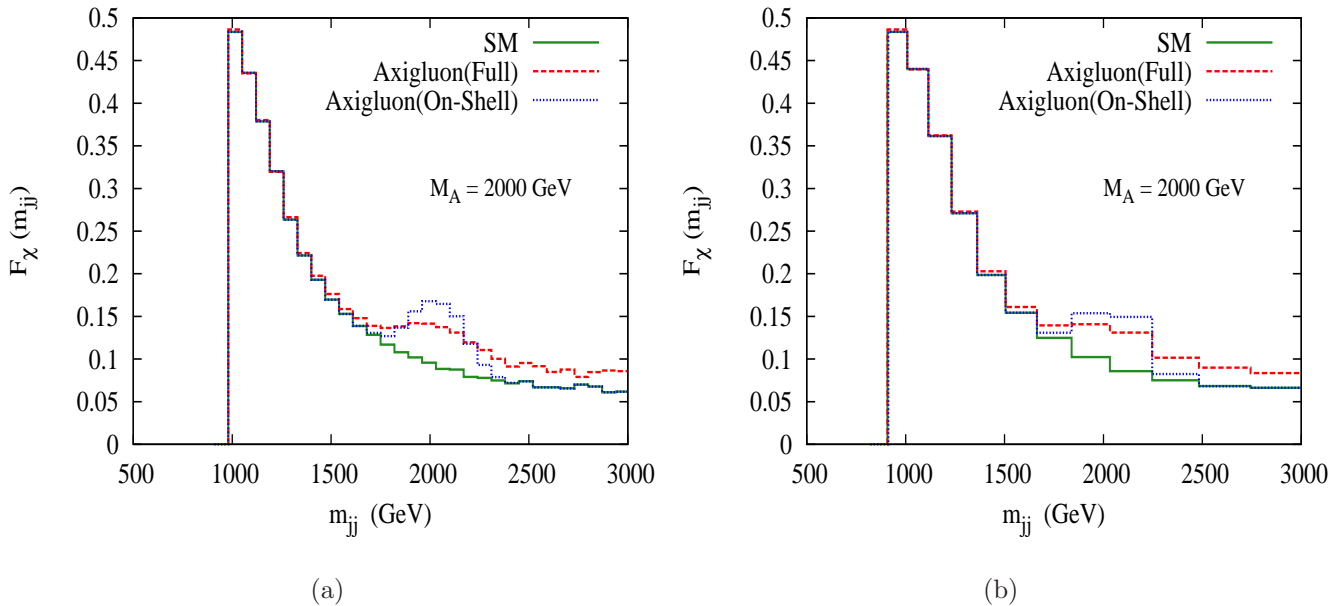 0.5
0.45
0.4
0.35
0.3
0.25
0.2
0.15
0.1
0.05
0
500
1000
1500
2000
2500
3000
F_χ (m_jj)
m_jj (GeV)
SM
Axigluon(Full)
Axigluon(On-Shell)
M_A = 2000 GeV
(a)
0.5
0.45
0.4
0.35
0.3
0.25
0.2
0.15
0.1
0.05
0
500
1000
1500
2000
2500
3000
F_χ (m_jj)
m_jj (GeV)
SM
Axigluon(Full)
Axigluon(On-Shell)
M_A = 2000 GeV
(b)